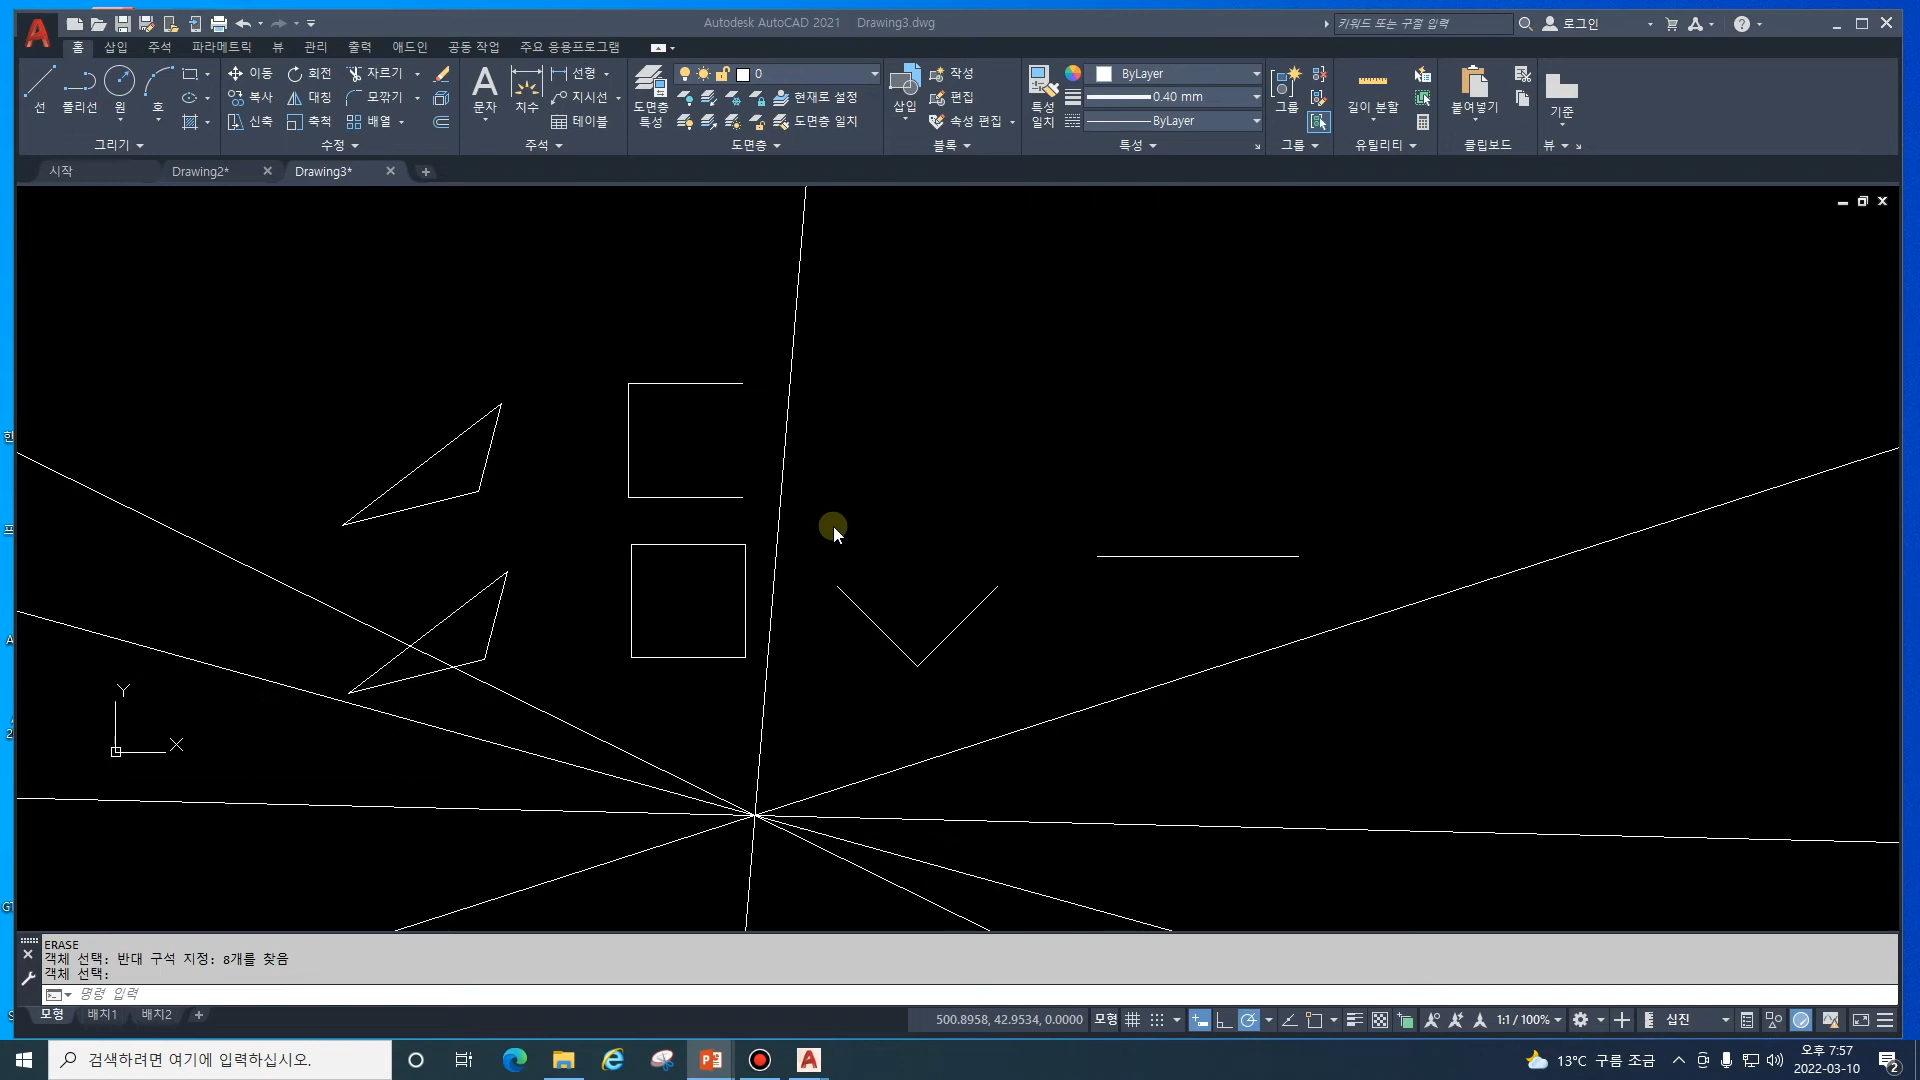 Autodesk AutoCAD 2021 Drawing3.dwg
키워드 또는 구절 입력
로그인
홈 삽입 주석 파라메트릭 뷰 관리 출력 애드인 공동 작업 주요 응용프로그램
선 폴리선 원 호
이동 회전 자르기
복사 대칭 모깎기
신축 축척 배열
문자 치수
선형
지시선
테이블
도면층 특성
0
현재로 설정
도면층 일치
삽입
작성
편집
속성 편집
특성 일치
ByLayer
0.40 mm
ByLayer
그룹
길이 분할
붙여넣기
기준
그리기 수정 주석 도면층 블록 특성 그룹 유틸리티 클립보드 뷰
시작 Drawing2* Drawing3*
Y
X
ERASE
객체 선택: 반대 구석 지정: 8개를 찾음
객체 선택:
명령 입력
모형 배치1 배치2
500.8958, 42.9534, 0.0000 모형 1:1 / 100% 십진
검색하려면 여기에 입력하십시오.
13°C 구름 조금
오후 7:57
2022-03-10
2